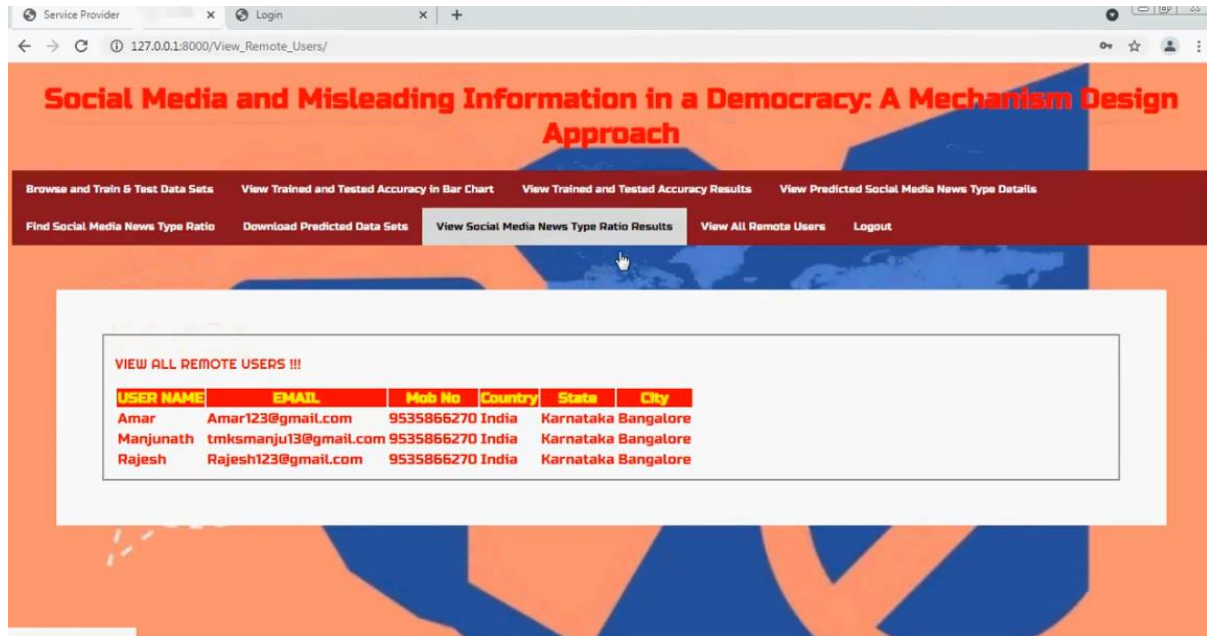 Service Provider
Login
127.0.0.1:8000/View_Remote_Users/
Social Media and Misleading Information in a Democracy: A Mechanism Design
Approach
Browse and Train & Test Data Sets View Trained and Tested Accuracy in Bar Chart View Trained and Tested Accuracy Results View Predicted Social Media News Type Details
Find Social Media News Type Ratio Download Predicted Data Sets View Social Media News Type Ratio Results View All Remote Users Logout
VIEW ALL REMOTE USERS !!!
USER NAME EMAIL Mob No Country State City
Amar Amar123@gmail.com 9535866270 India Karnataka Bangalore
Manjunath tmksmanju13@gmail.com 9535866270 India Karnataka Bangalore
Rajesh Rajesh123@gmail.com 9535866270 India Karnataka Bangalore